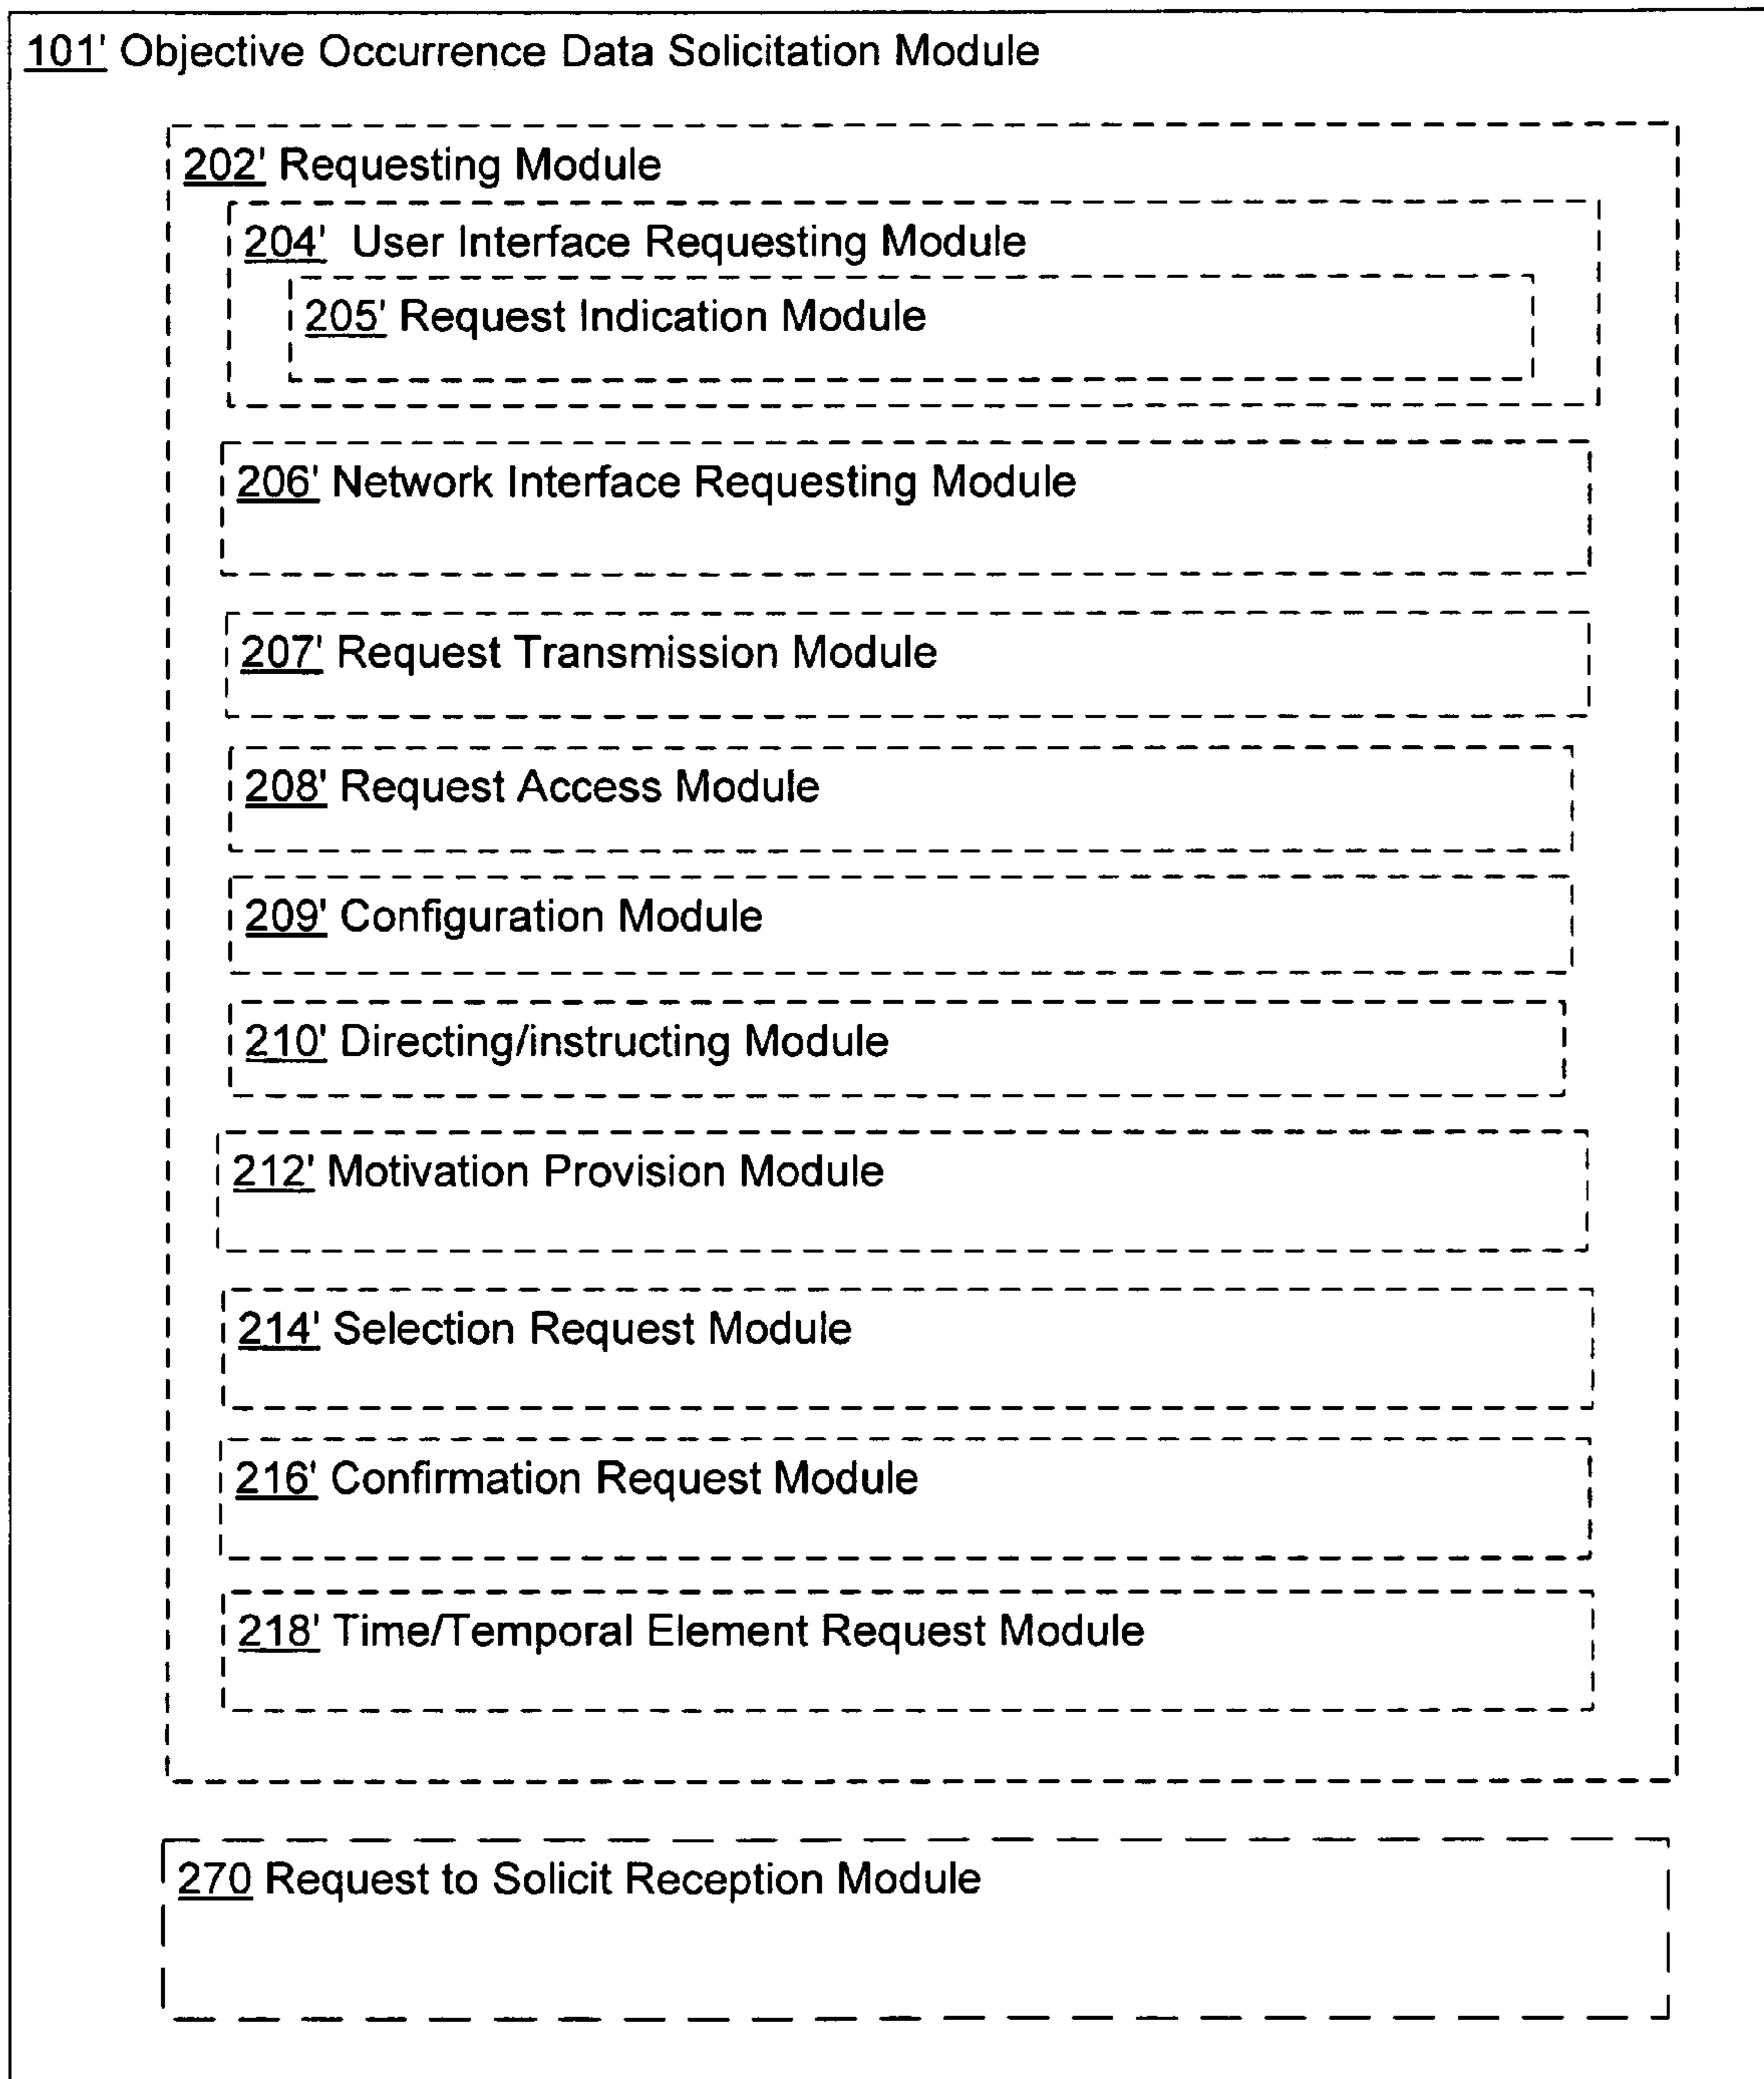 101' Objective Occurrence Data Solicitation Module
202' Requesting Module
204' User Interface Requesting Module
205' Request Indication Module
206' Network Interface Requesting Module
207' Request Transmission Module
208' Request Access Module
209' Configuration Module
210' Directing/instructing Module
212' Motivation Provision Module
214' Selection Request Module
216' Confirmation Request Module
218' Time/Temporal Element Request Module
270 Request to Solicit Reception Module